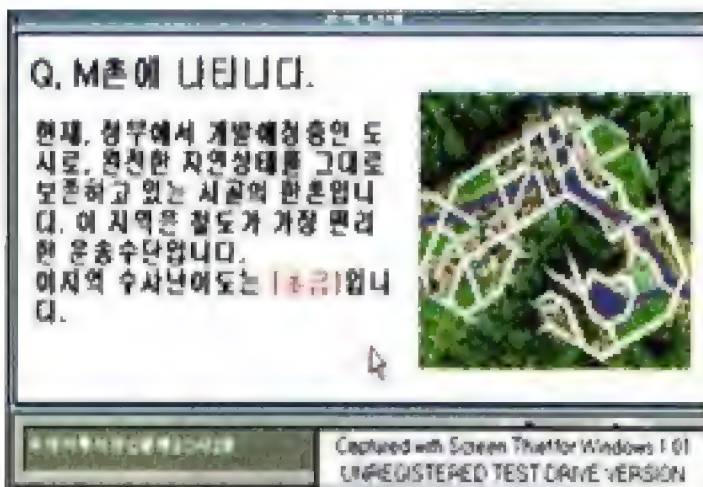 Q, M촌에
현재, 정부에서 개발예정중인 도
시로, 완전한 자연상태를 그대로
보존하고 있는 시골의 한촌입니
다. 이 지역은 철도가 가장 편리
한 운송수단입니다.
이지역 수사난이도는 [초급]입니
다.
Captured with Screen Thief for Windows 1.01
UNREGISTERED TEST DRIVE VERSION